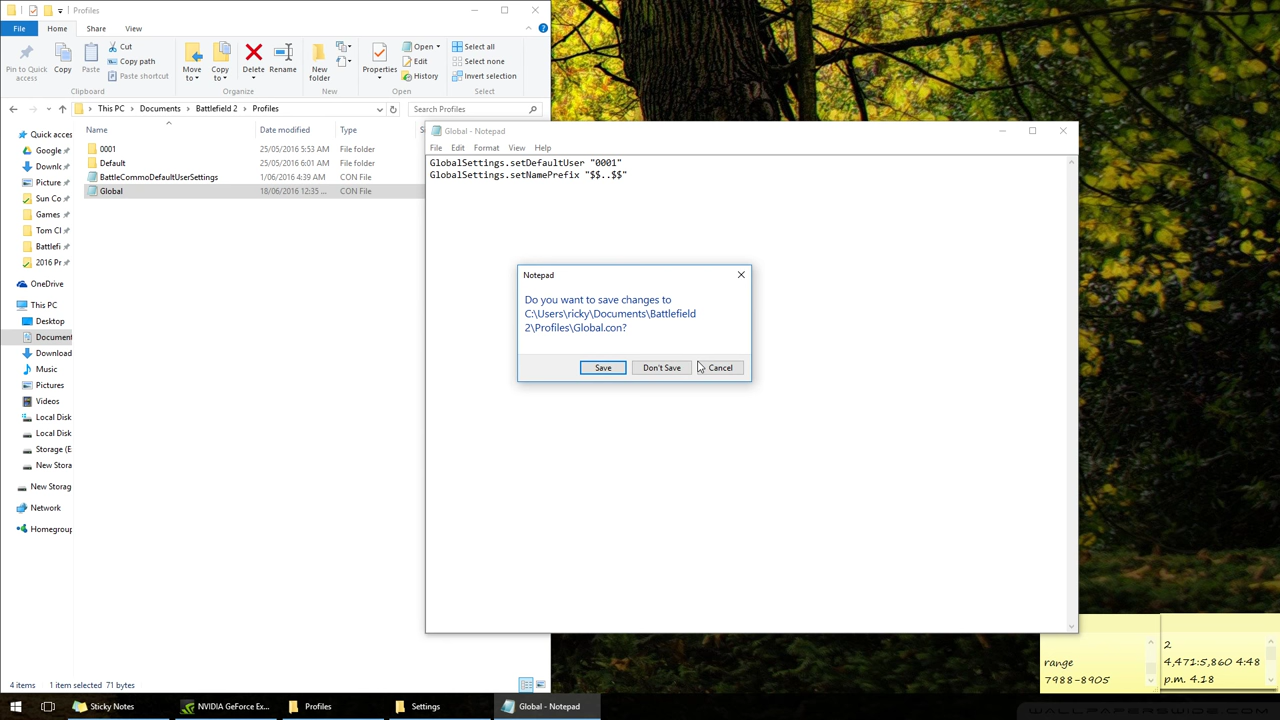 Profiles
File Home Share View
Pin to Quick access
Copy
Paste
Cut
Copy path
Paste shortcut
Clipboard
Move to
Copy to
Delete
Rename
Organize
New folder
New
Properties
Open
Edit
History
Open
Select all
Select none
Invert selection
Select
This PC > Documents > Battlefield 2 > Profiles
Search Profiles
Name Date modified Type
0001 25/05/2016 5:53 AM File folder
Default 25/05/2016 6:01 AM File folder
BattleCommoDefaultUserSettings 1/06/2016 4:39 AM CON File
Global 18/06/2016 12:35 ... CON File
Quick acces
Google
Downlo
Picture
Sun Co
Games
Tom Cl
Battlefi
2016 Pr
OneDrive
This PC
Desktop
Document
Download
Music
Pictures
Videos
Local Disk
Local Disk
Storage (E
New Stora
New Storag
Network
Homegroup
4 items 1 item selected 71 bytes
Global - Notepad
File Edit Format View Help
GlobalSettings.setDefaultUser "0001"
GlobalSettings.setNamePrefix "$$..$$"
Notepad
Do you want to save changes to
C:\Users\ricky\Documents\Battlefield
2\Profiles\Global.con?
Save Don't Save Cancel
range
7988-8905
2
4,471:5,860 4:48
p.m. 4.18
Sticky Notes
NVIDIA GeForce Ex...
Profiles
Settings
Global - Notepad
WALLPAPERSWIDE.COM